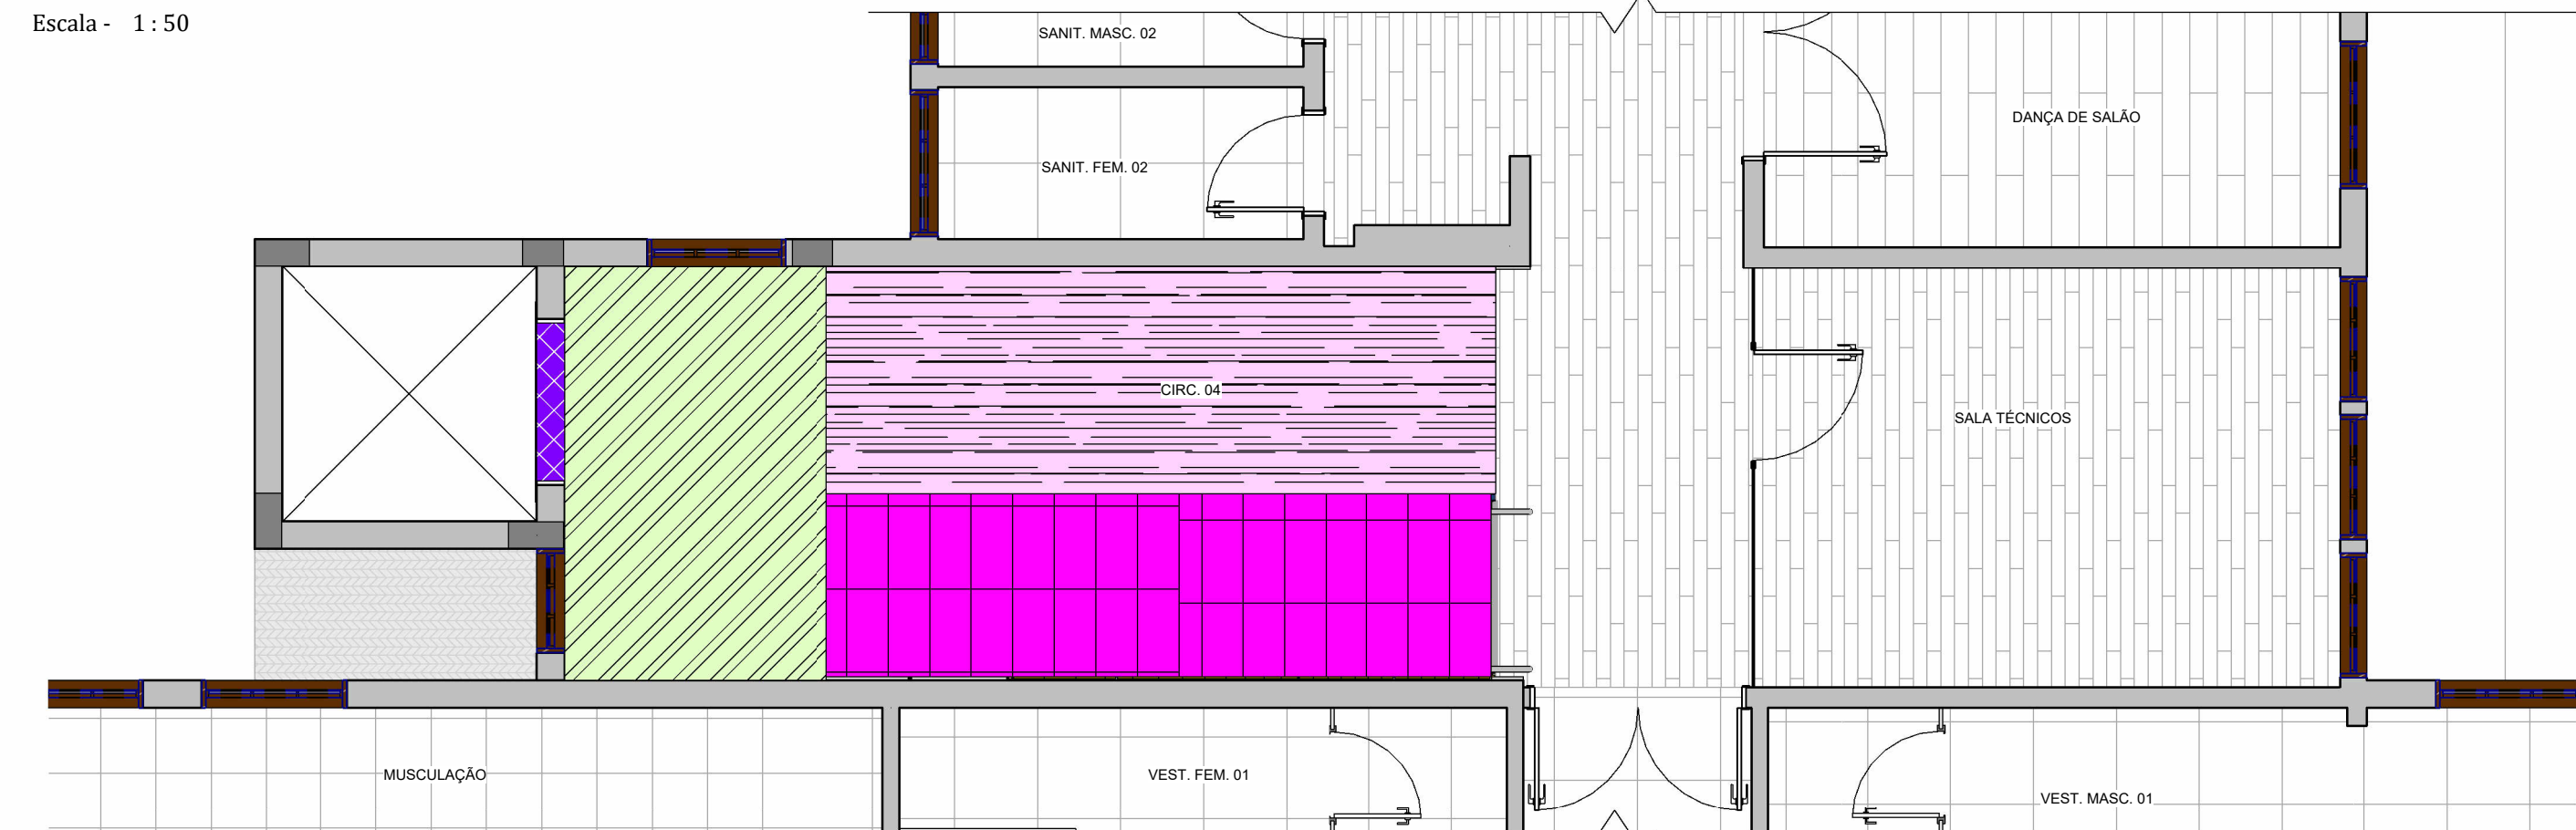 Escala - 1 : 50
SANIT. MASC. 02
DANÇA DE SALÃO
SANIT. FEM. 02
CIRC. 04
SALA TÉCNICOS
MUSCULAÇÃO
VEST. FEM. 01
VEST. MASC. 01